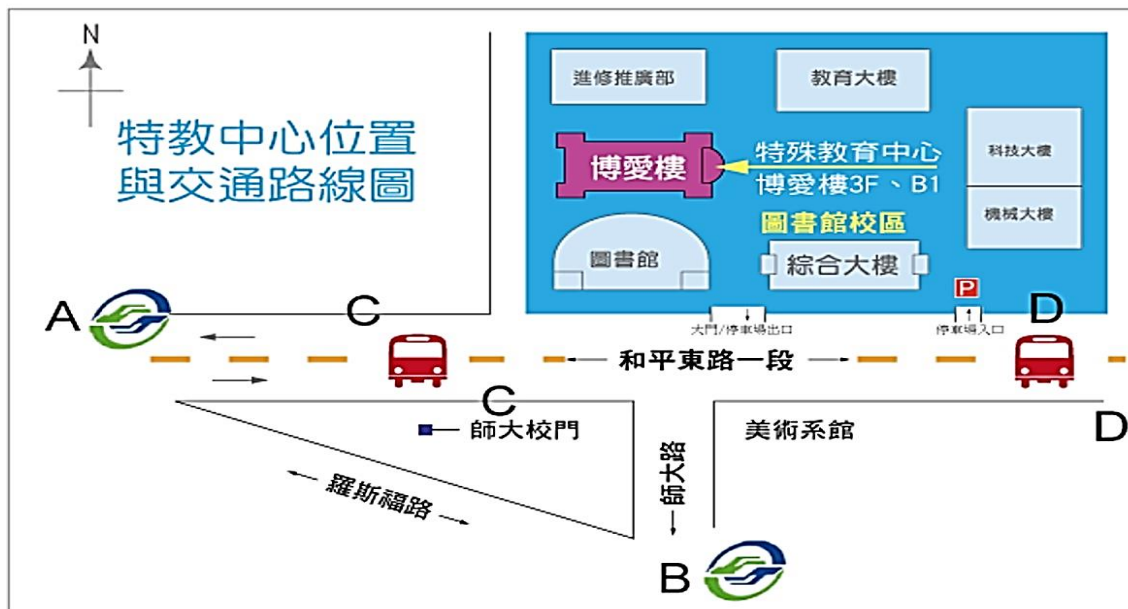 N
特教中心位置
與交通路線圖
進修推廣部
教育大樓
博愛樓
特殊教育中心
博愛樓3F、B1
科技大樓
機械大樓
圖書館校區
圖書館
綜合大樓
P
大門/停車場出口
停車場入口
A
C
D
和平東路一段
C
D
師大校門
美術系館
師大路
羅斯福路
B